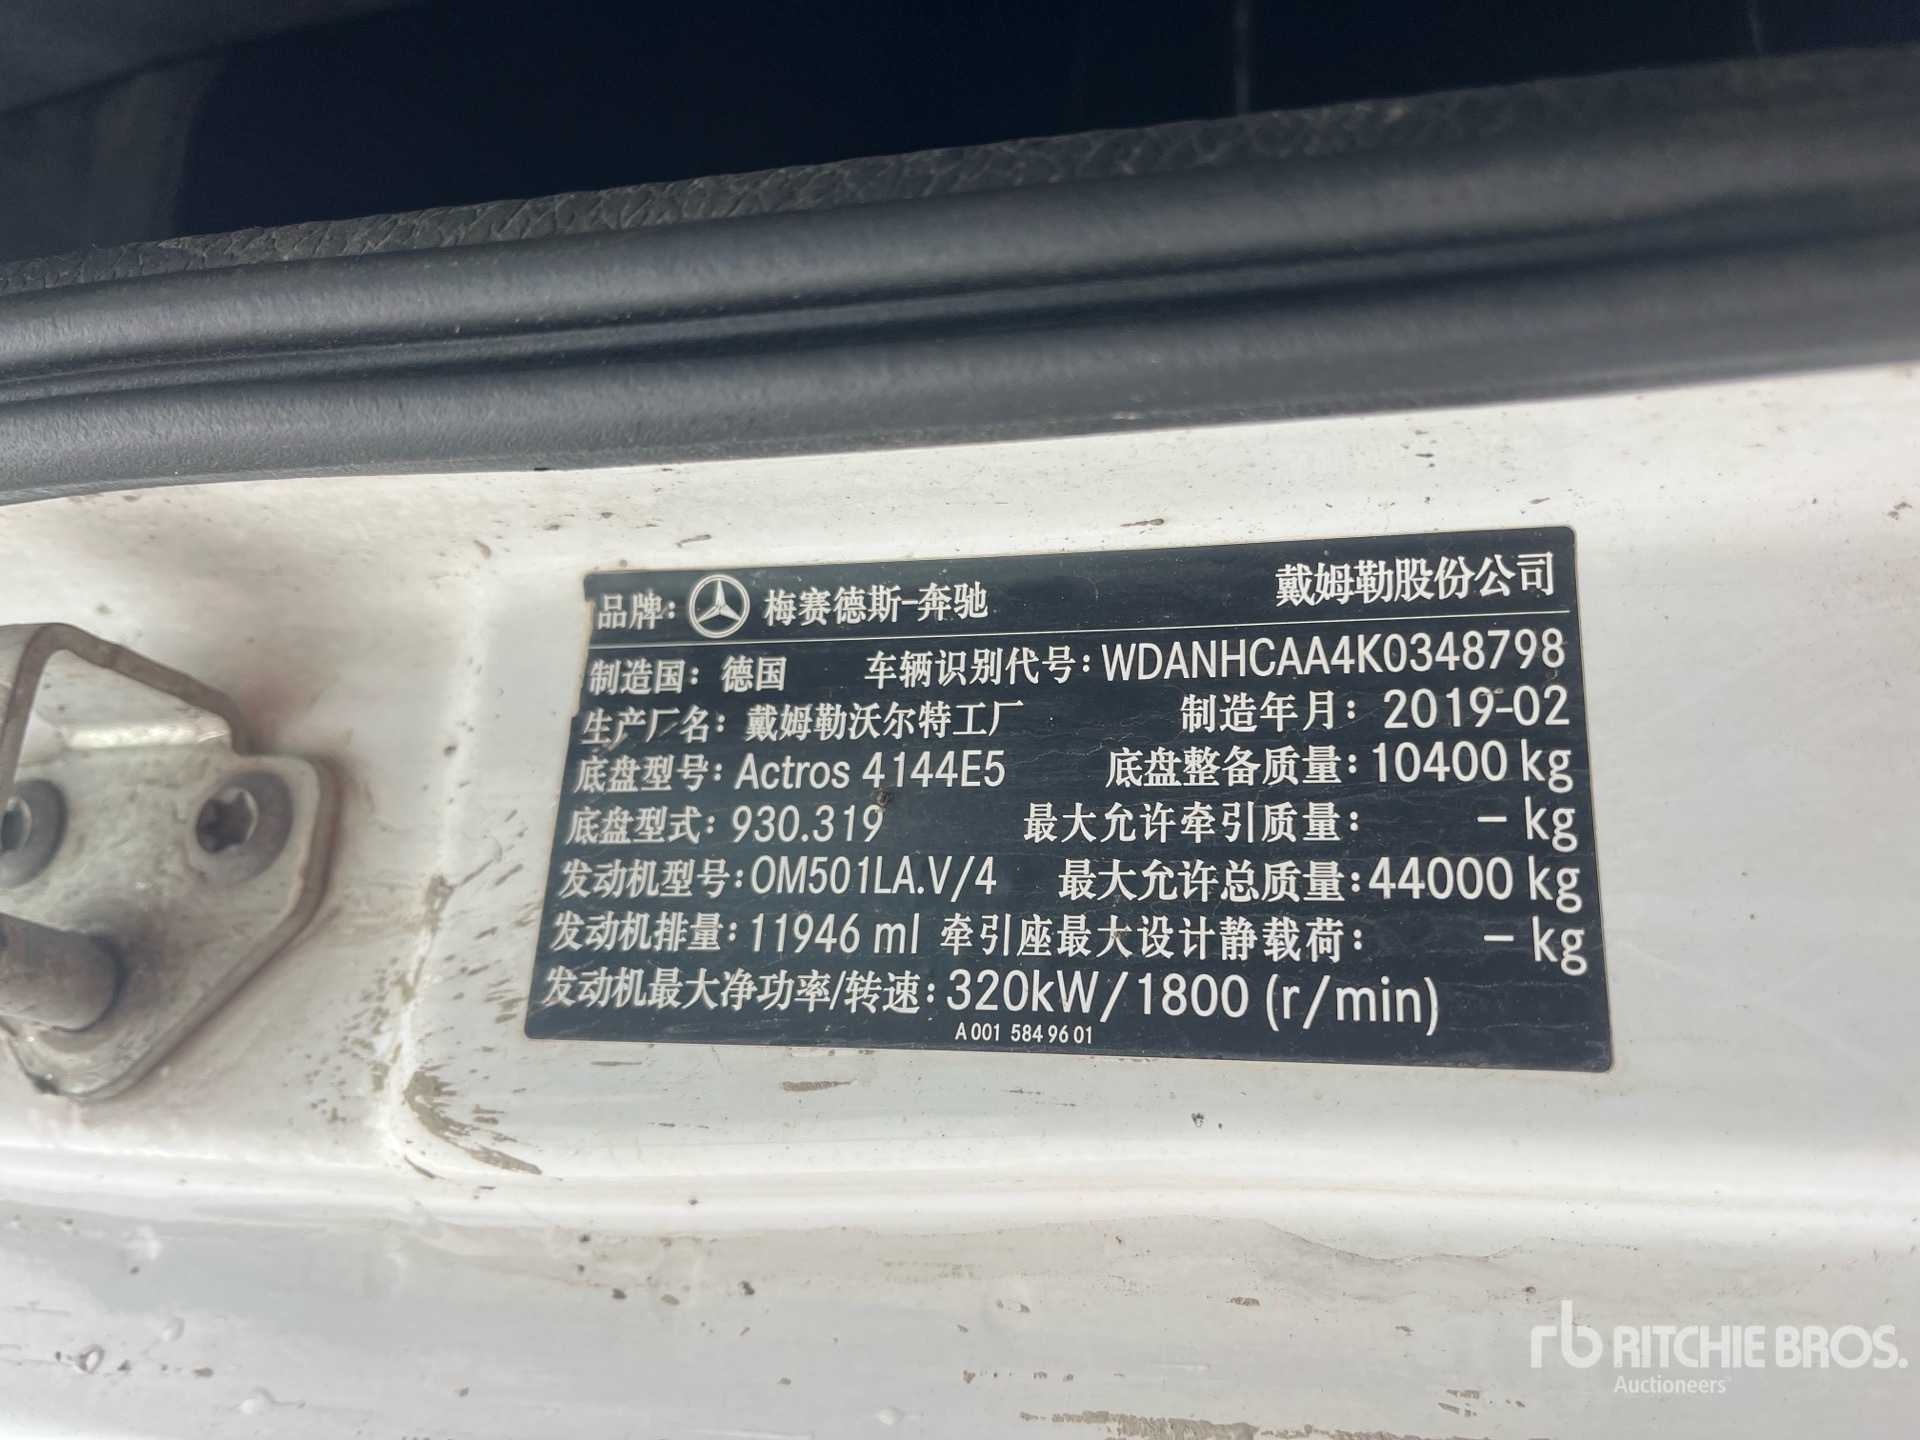 品牌: 梅赛德斯-奔驰 戴姆勒股份公司
制造国: 德国 车辆识别代号: WDANHCAA4K0348798
生产厂名: 戴姆勒沃尔特工厂 制造年月: 2019-02
底盘型号: Actros 4144E5 底盘整备质量: 10400 kg
底盘型式: 930.319 最大允许牵引质量: – kg
发动机型号: OM501LA.V/4 最大允许总质量: 44000 kg
发动机排量: 11946 ml 牵引座最大设计静载荷: – kg
发动机最大净功率/转速: 320kW/1800 (r/min)
A 001 584 96 01
rb RITCHIE BROS.
Auctioneers